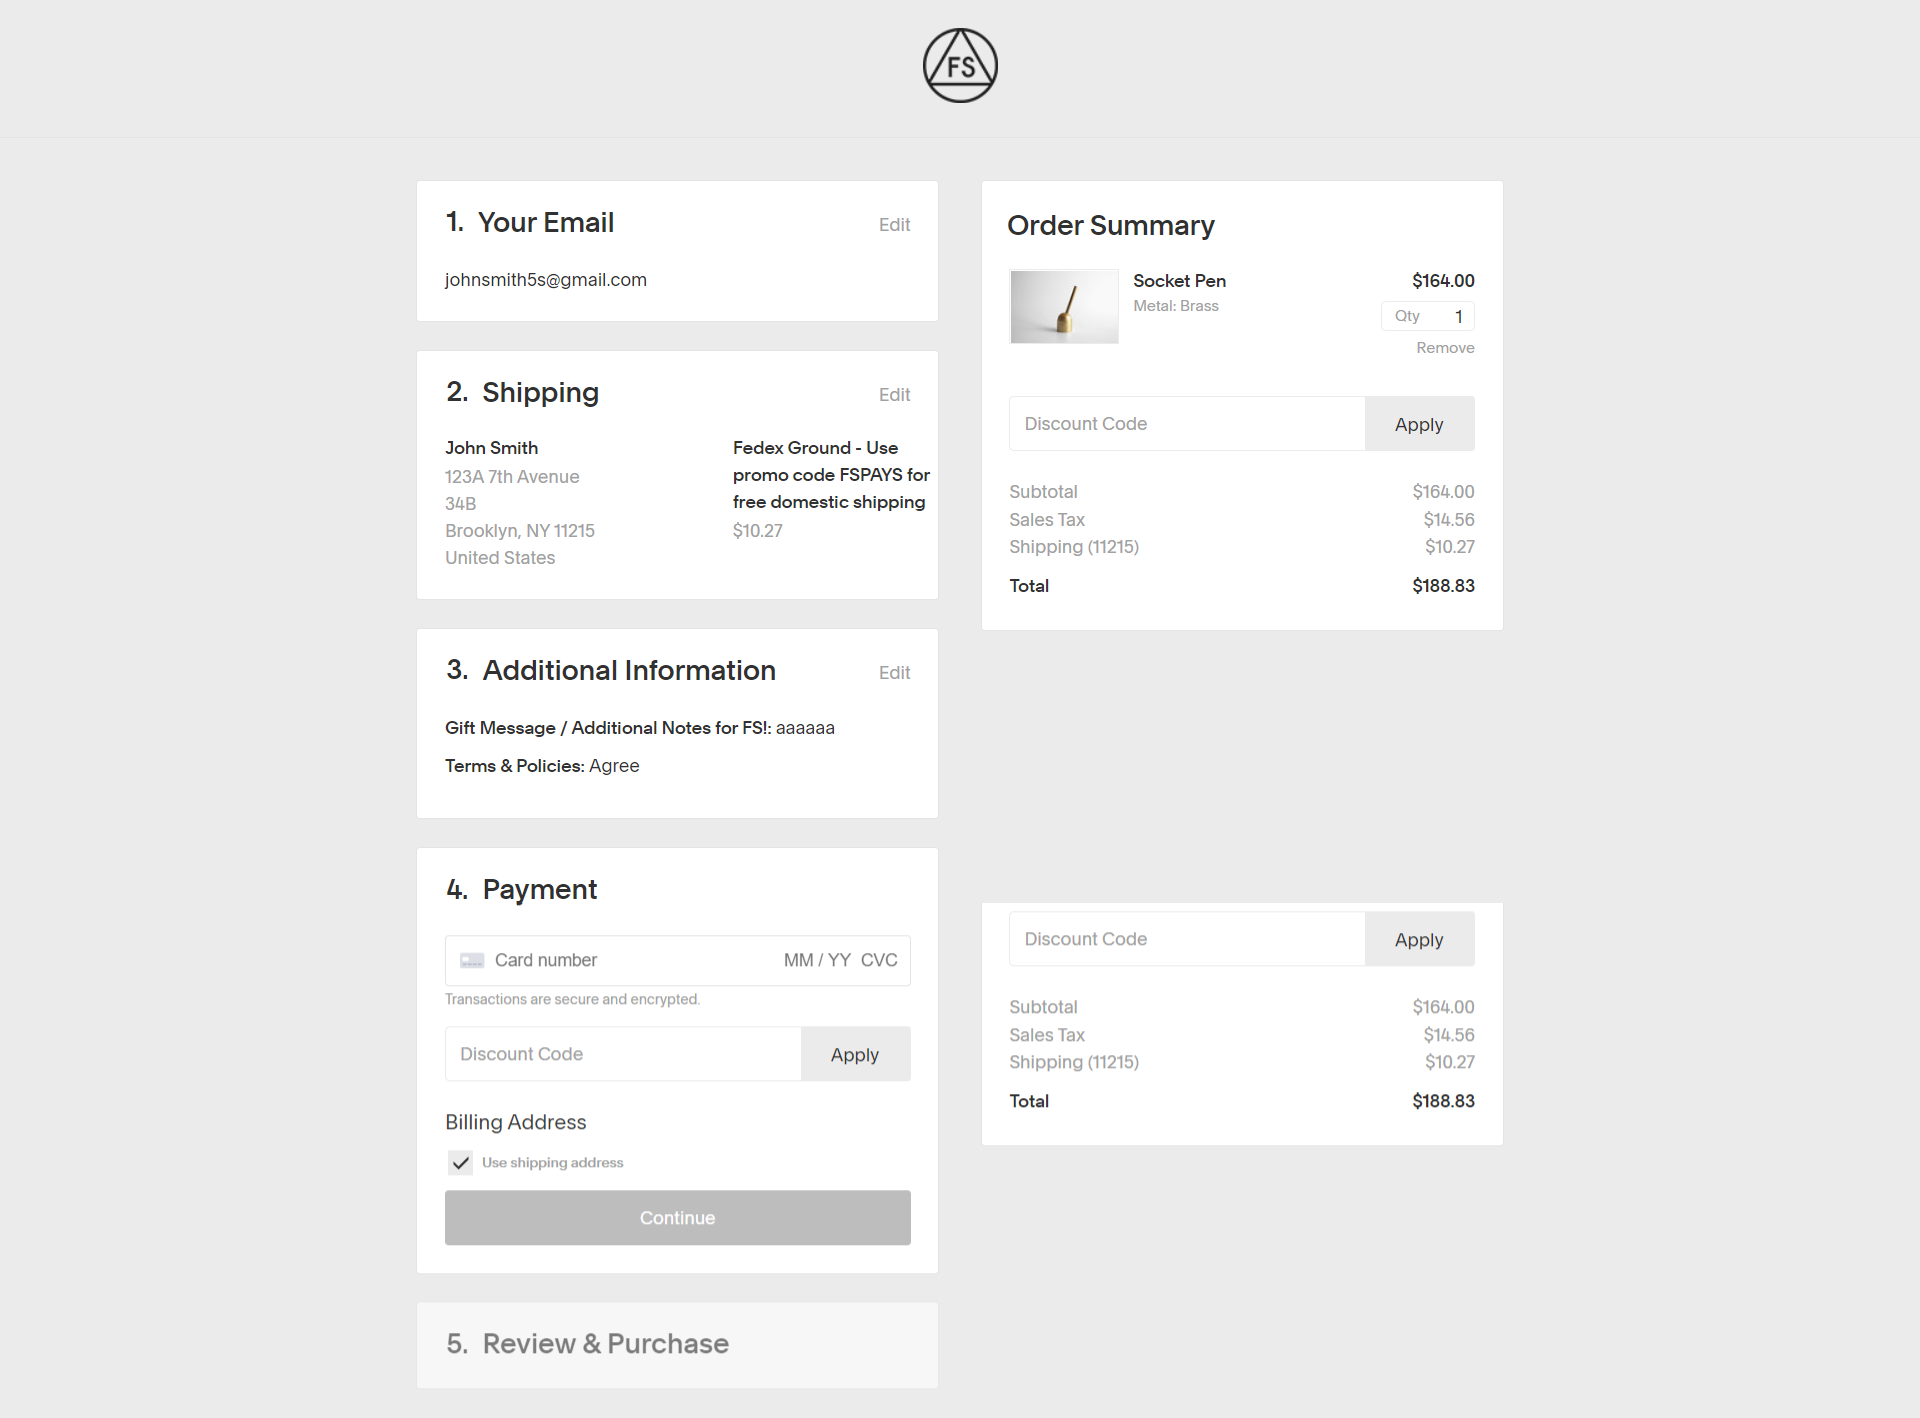 FS
1. Your Email
Edit
johnsmith5s@gmail.com
2. Shipping
Edit
John Smith
123A 7th Avenue
34B
Brooklyn, NY 11215
United States
Fedex Ground - Use
promo code FSPAYS for
free domestic shipping
$10.27
3. Additional Information
Edit
Gift Message / Additional Notes for FS!: aaaaaa
Terms & Policies: Agree
4. Payment
Card number MM / YY CVC
Transactions are secure and encrypted.
Discount Code Apply
Billing Address
Use shipping address
Continue
5. Review & Purchase
Order Summary
Socket Pen $164.00
Metal: Brass
Qty 1
Remove
Discount Code Apply
Subtotal $164.00
Sales Tax $14.56
Shipping (11215) $10.27
Total $188.83
Discount Code Apply
Subtotal $164.00
Sales Tax $14.56
Shipping (11215) $10.27
Total $188.83